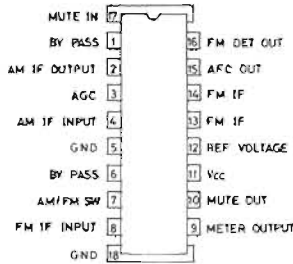 MUTE IN 17
BY PASS 1 16 FM DET OUT
AM IF OUTPUT 2 15 AFC OUT
AGC 3 14 FM IF
AM IF INPUT 4 13 FM IF
GND 5 12 REF VOLTAGE
BY PASS 6 11 Vcc
AM/FM SW 7 10 MUTE OUT
FM IF INPUT 8 9 METER OUTPUT
GND 18